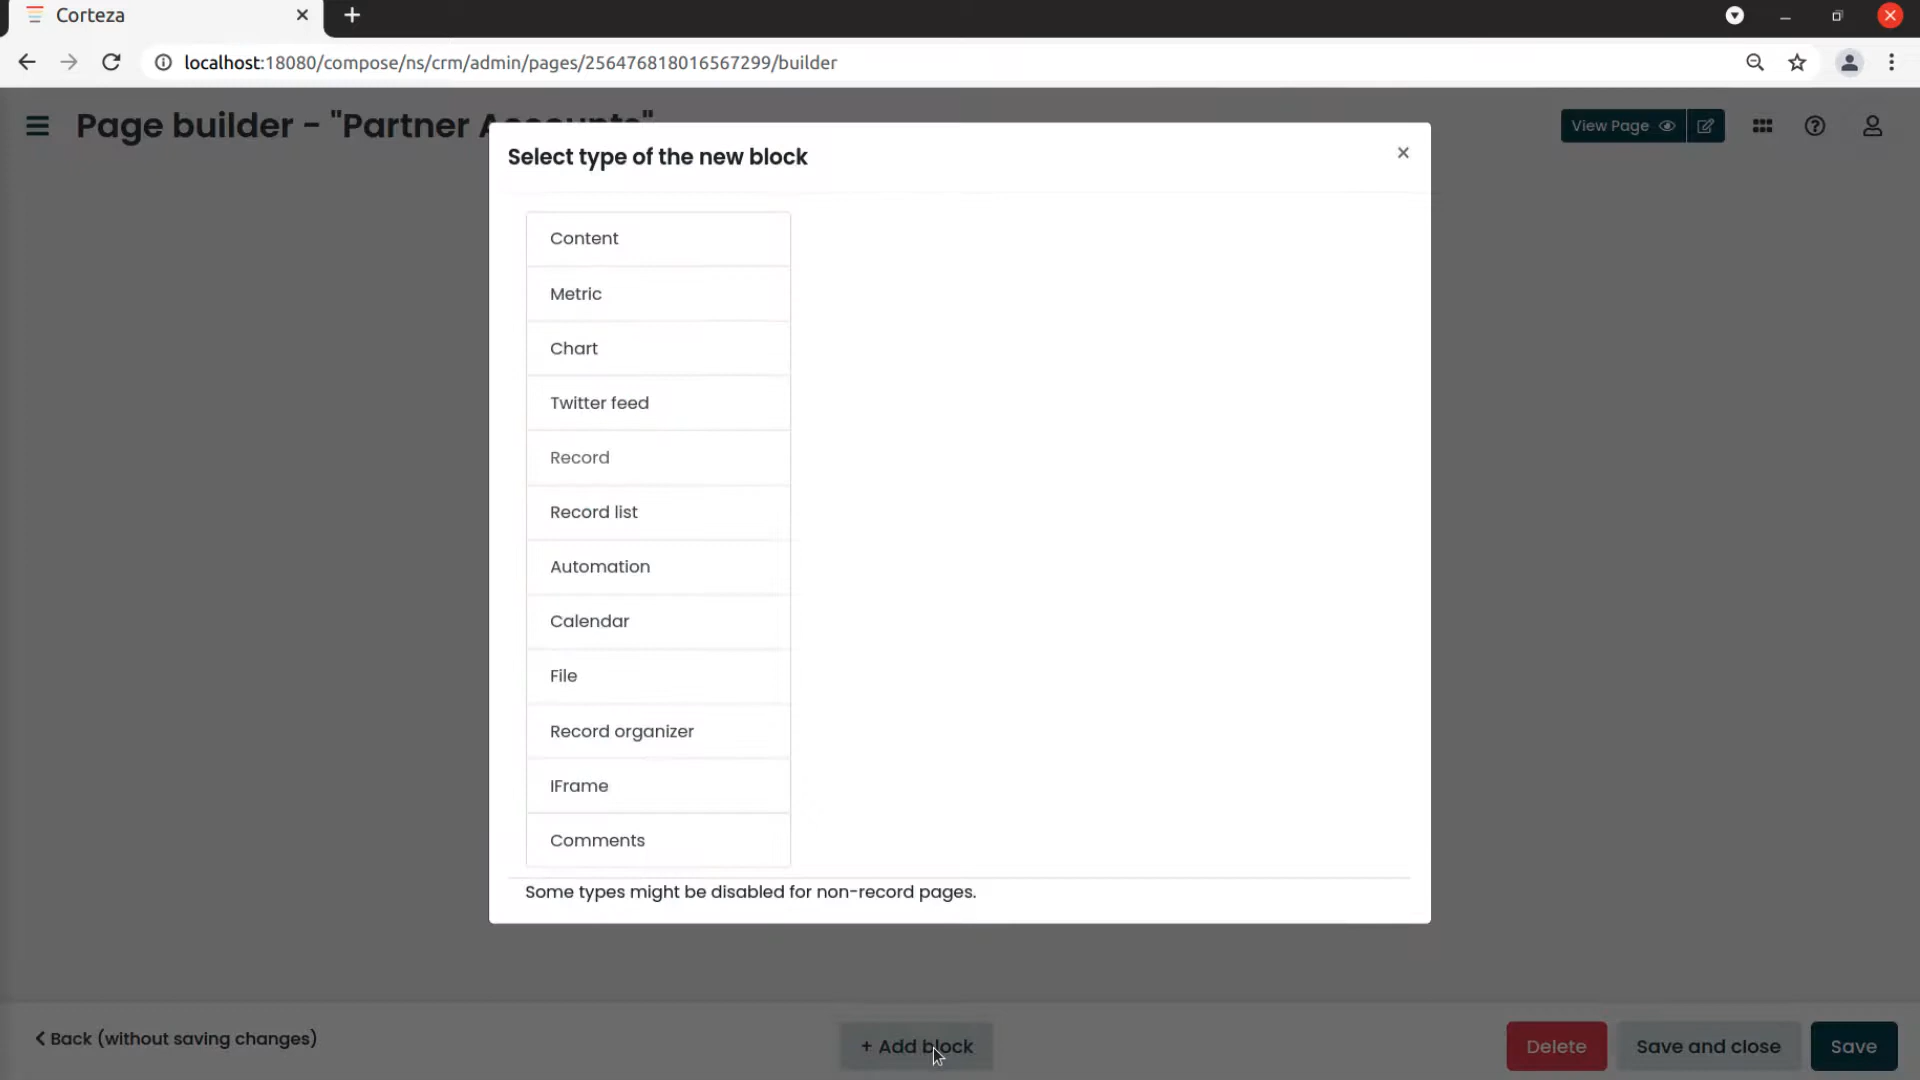 Corteza
localhost:18080/compose/ns/crm/admin/pages/256476818016567299/builder
Page builder - "Partner Accounts"
View Page
Select type of the new block
Content
Metric
Chart
Twitter feed
Record
Record list
Automation
Calendar
File
Record organizer
IFrame
Comments
Some types might be disabled for non-record pages.
Back (without saving changes)
+ Add block
Delete
Save and close
Save